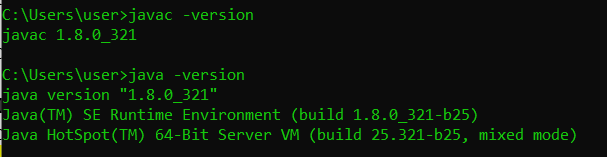 C:\Users\user>javac -version
javac 1.8.0_321
C:\Users\user>java -version
java version "1.8.0_321"
Java(TM) SE Runtime Environment (build 1.8.0_321-b25)
Java HotSpot(TM) 64-Bit Server VM (build 25.321-b25, mixed mode)